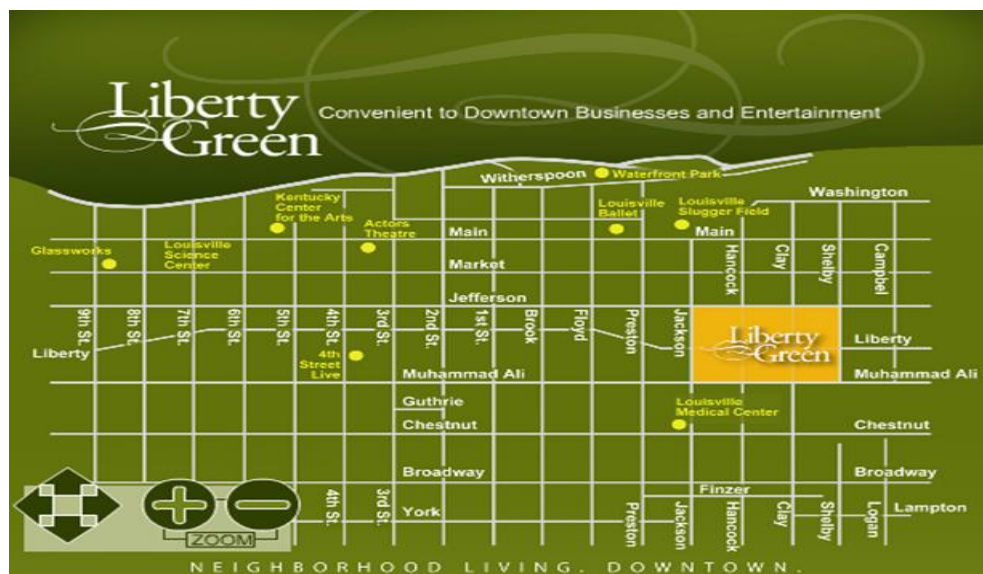 Liberty
Green
Convenient to Downtown Businesses and Entertainment
Witherspoon
Waterfront Park
Washington
Kentucky
Center
for the Arts
Actors
Theatre
Louisville
Ballet
Louisville
Slugger Field
Main
Main
Glassworks
Louisville
Science
Center
Market
Hancock
Clay
Shelby
Campbel
Jefferson
9th St.
8th St.
7th St.
6th St.
5th St.
4th St.
3rd St.
2nd St.
1st St.
Brook
Floyd
Preston
Jackson
Liberty
Green
Liberty
Liberty
4th
Street
Live
Muhammad Ali
Muhammad Ali
Guthrie
Louisville
Medical Center
Chestnut
Chestnut
Broadway
Broadway
Finzer
4th St.
3rd St.
York
Preston
Jackson
Hancock
Clay
Shelby
Logan
Lampton
ZOOM
NEIGHBORHOOD LIVING. DOWNTOWN.